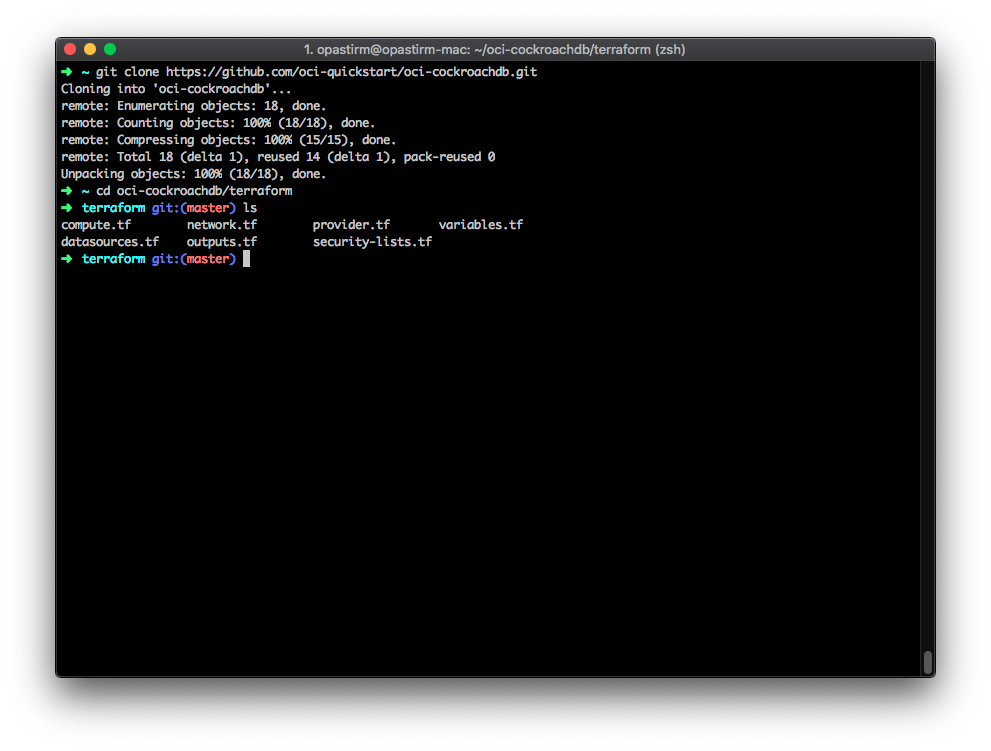 1. opastirm@opastirm-mac: ~/oci-cockroachdb/terraform (zsh)
➜ ~ git clone https://github.com/oci-quickstart/oci-cockroachdb.git
Cloning into 'oci-cockroachdb'...
remote: Enumerating objects: 18, done.
remote: Counting objects: 100% (18/18), done.
remote: Compressing objects: 100% (15/15), done.
remote: Total 18 (delta 1), reused 14 (delta 1), pack-reused 0
Unpacking objects: 100% (18/18), done.
➜ ~ cd oci-cockroachdb/terraform
➜ terraform git:(master) ls
compute.tf network.tf provider.tf variables.tf
datasources.tf outputs.tf security-lists.tf
➜ terraform git:(master)